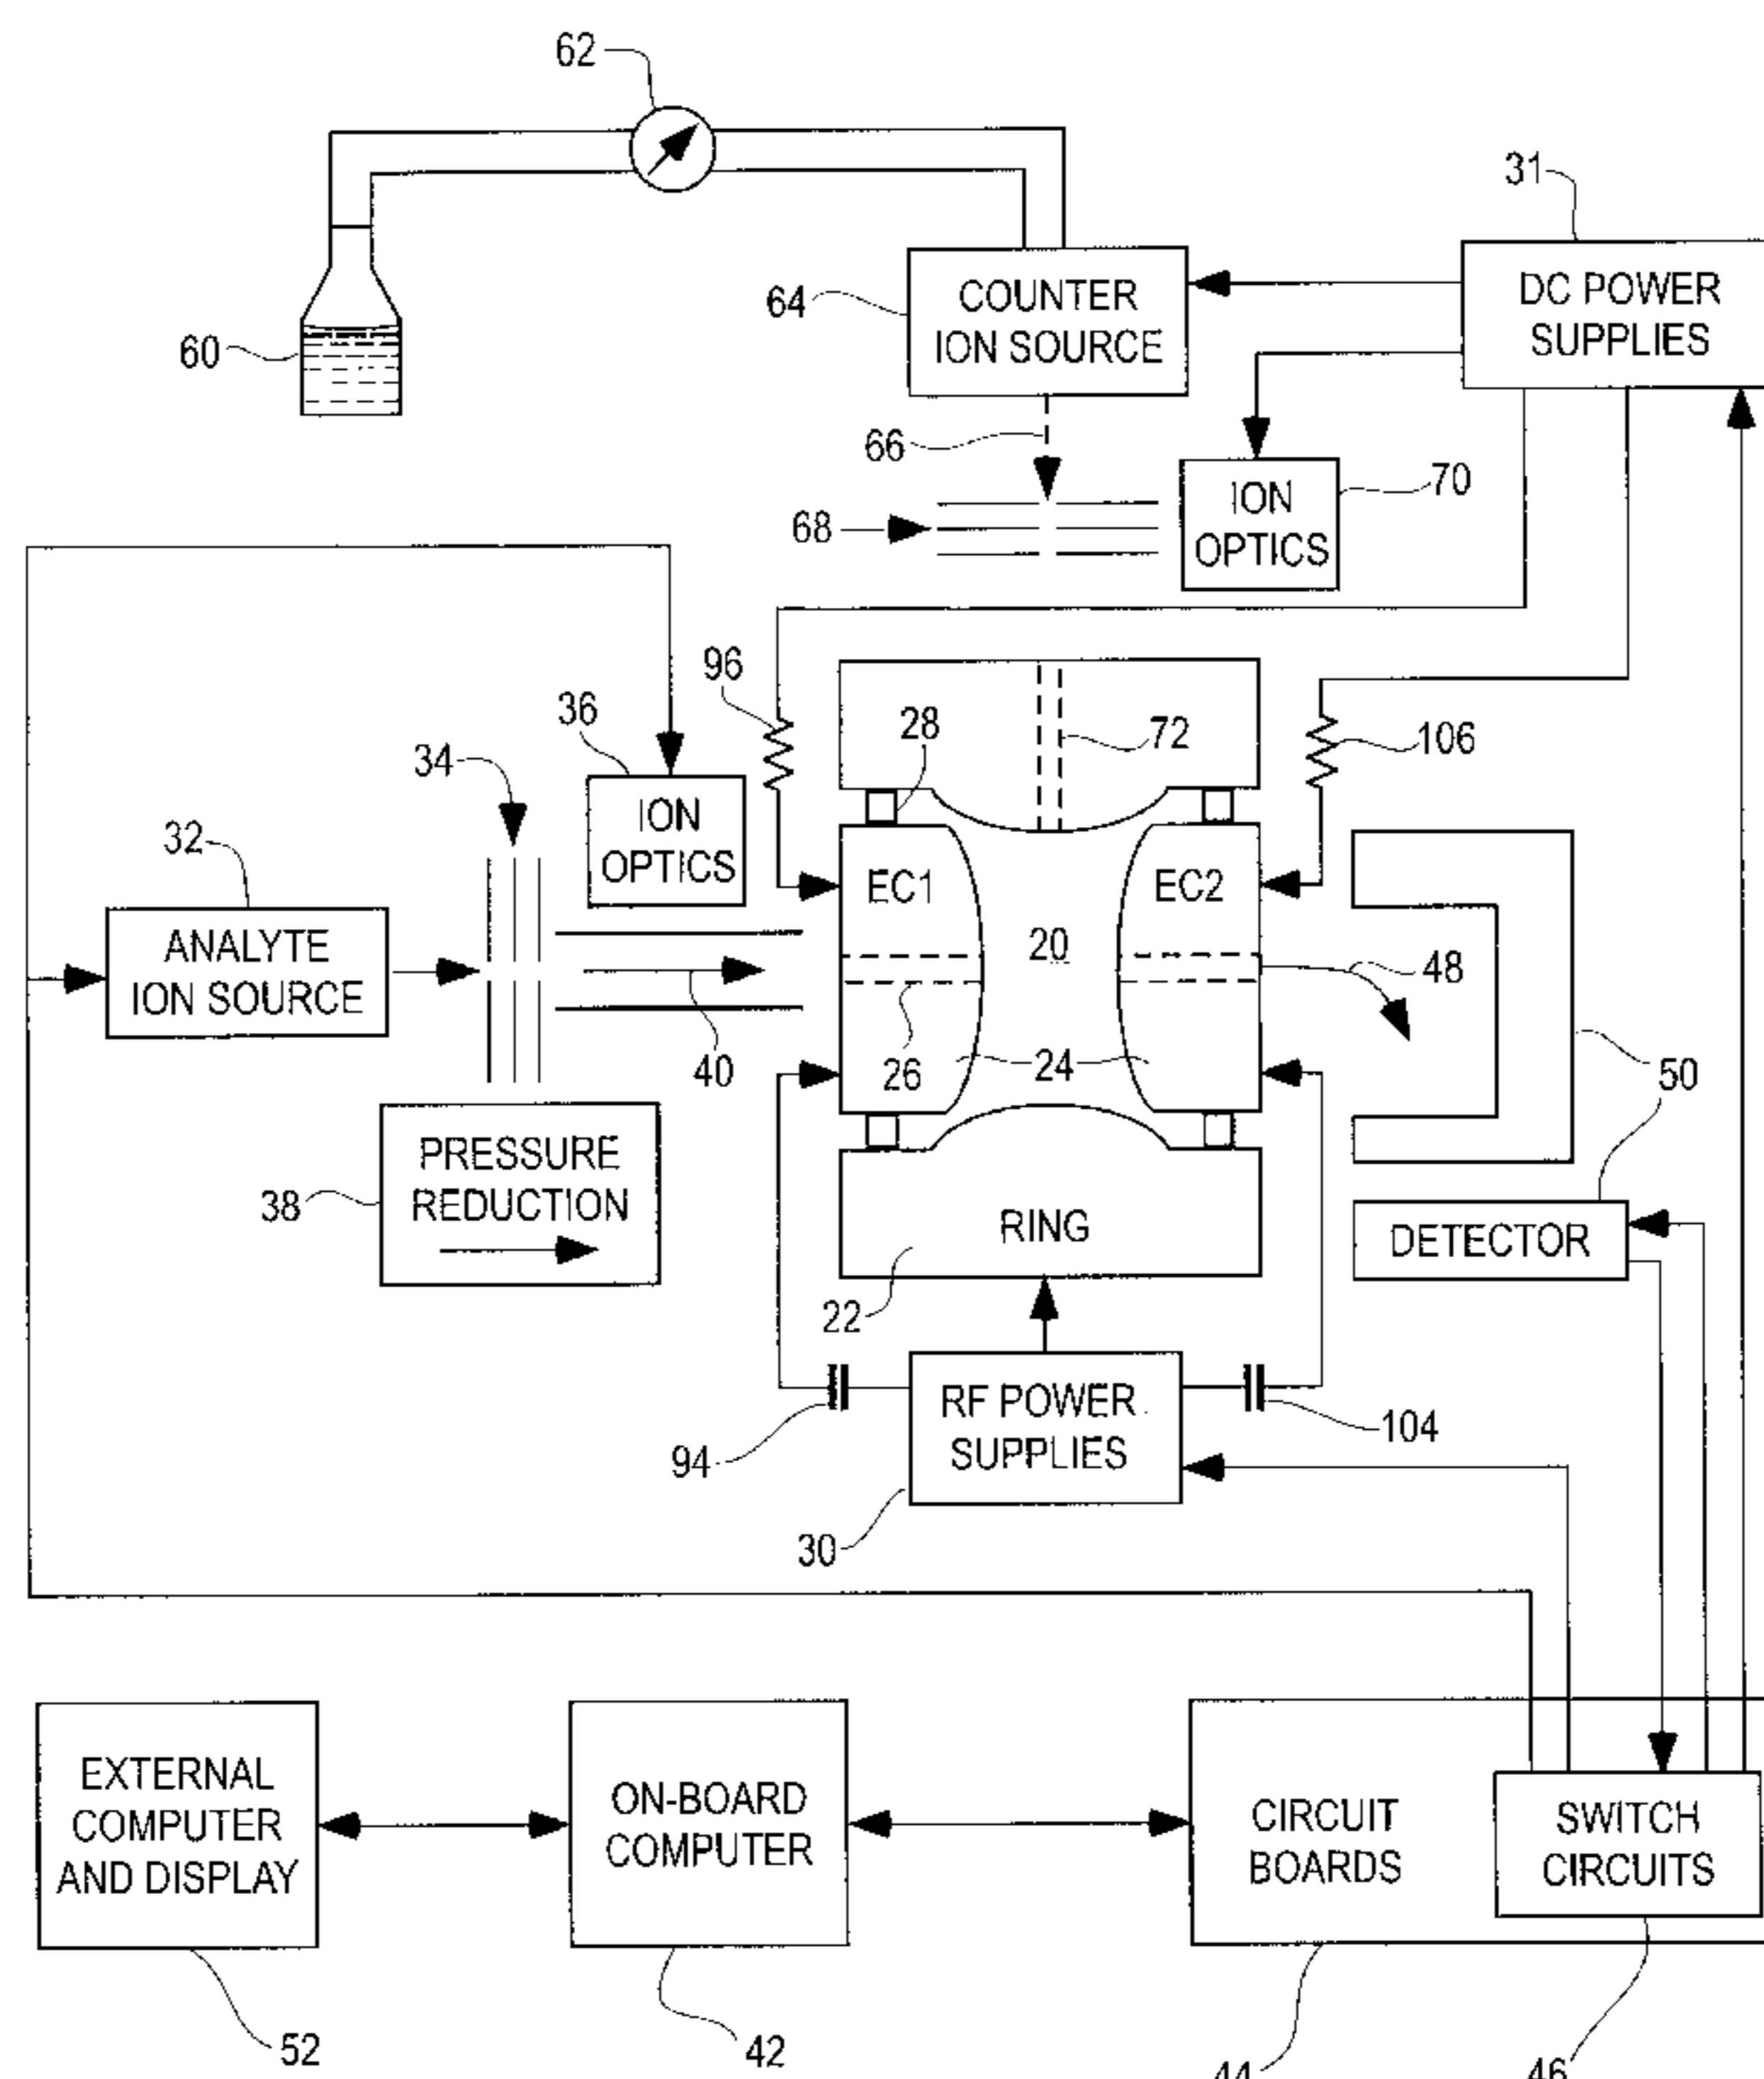 62
31
DC POWER
SUPPLIES
64
COUNTER
ION SOURCE
60
66
70
ION
OPTICS
68
96
36
28
72
106
34
ION
OPTICS
32
EC1
EC2
ANALYTE
ION SOURCE
20
48
40
26
24
50
PRESSURE
REDUCTION
38
RING
DETECTOR
22
RF POWER
SUPPLIES
104
94
30
EXTERNAL
COMPUTER
AND DISPLAY
ON-BOARD
COMPUTER
CIRCUIT
BOARDS
SWITCH
CIRCUITS
52
42
44
46